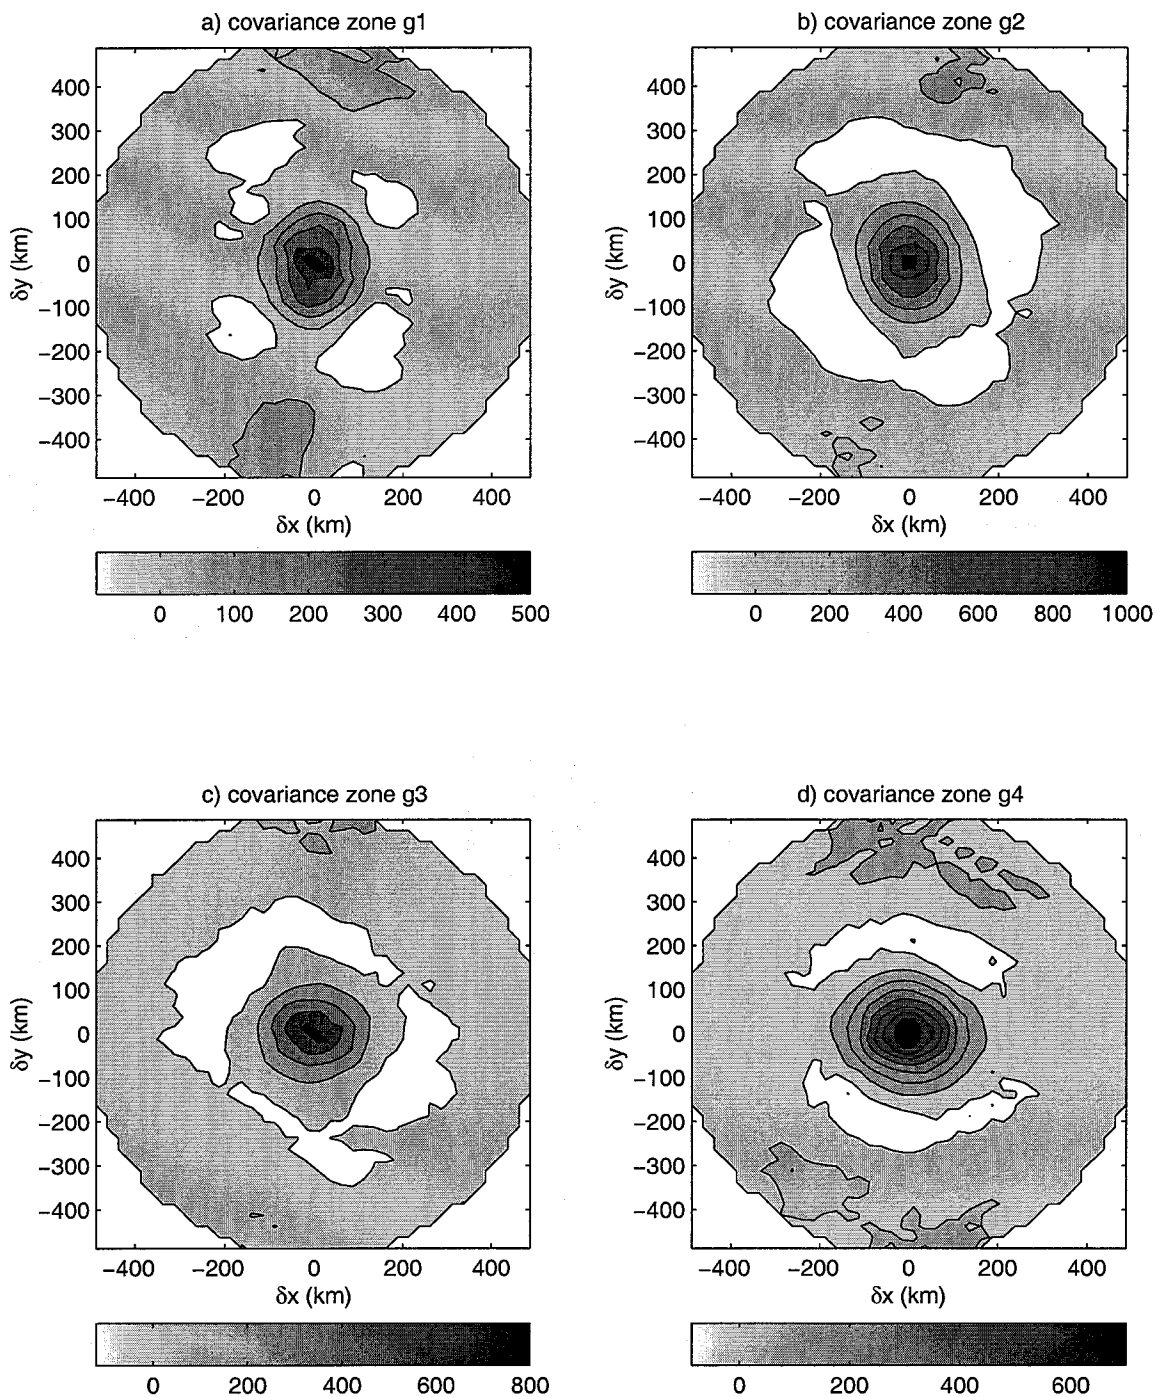 a) covariance zone g1
b) covariance zone g2
400
300
200
100
0
−100
−200
−300
−400
δy (km)
−400 −200 0 200 400
δx (km)
0 100 200 300 400 500
400
300
200
100
0
−100
−200
−300
−400
δy (km)
−400 −200 0 200 400
δx (km)
0 200 400 600 800 1000
c) covariance zone g3
d) covariance zone g4
400
300
200
100
0
−100
−200
−300
−400
δy (km)
−400 −200 0 200 400
δx (km)
0 200 400 600 800
400
300
200
100
0
−100
−200
−300
−400
δy (km)
−400 −200 0 200 400
δx (km)
0 200 400 600